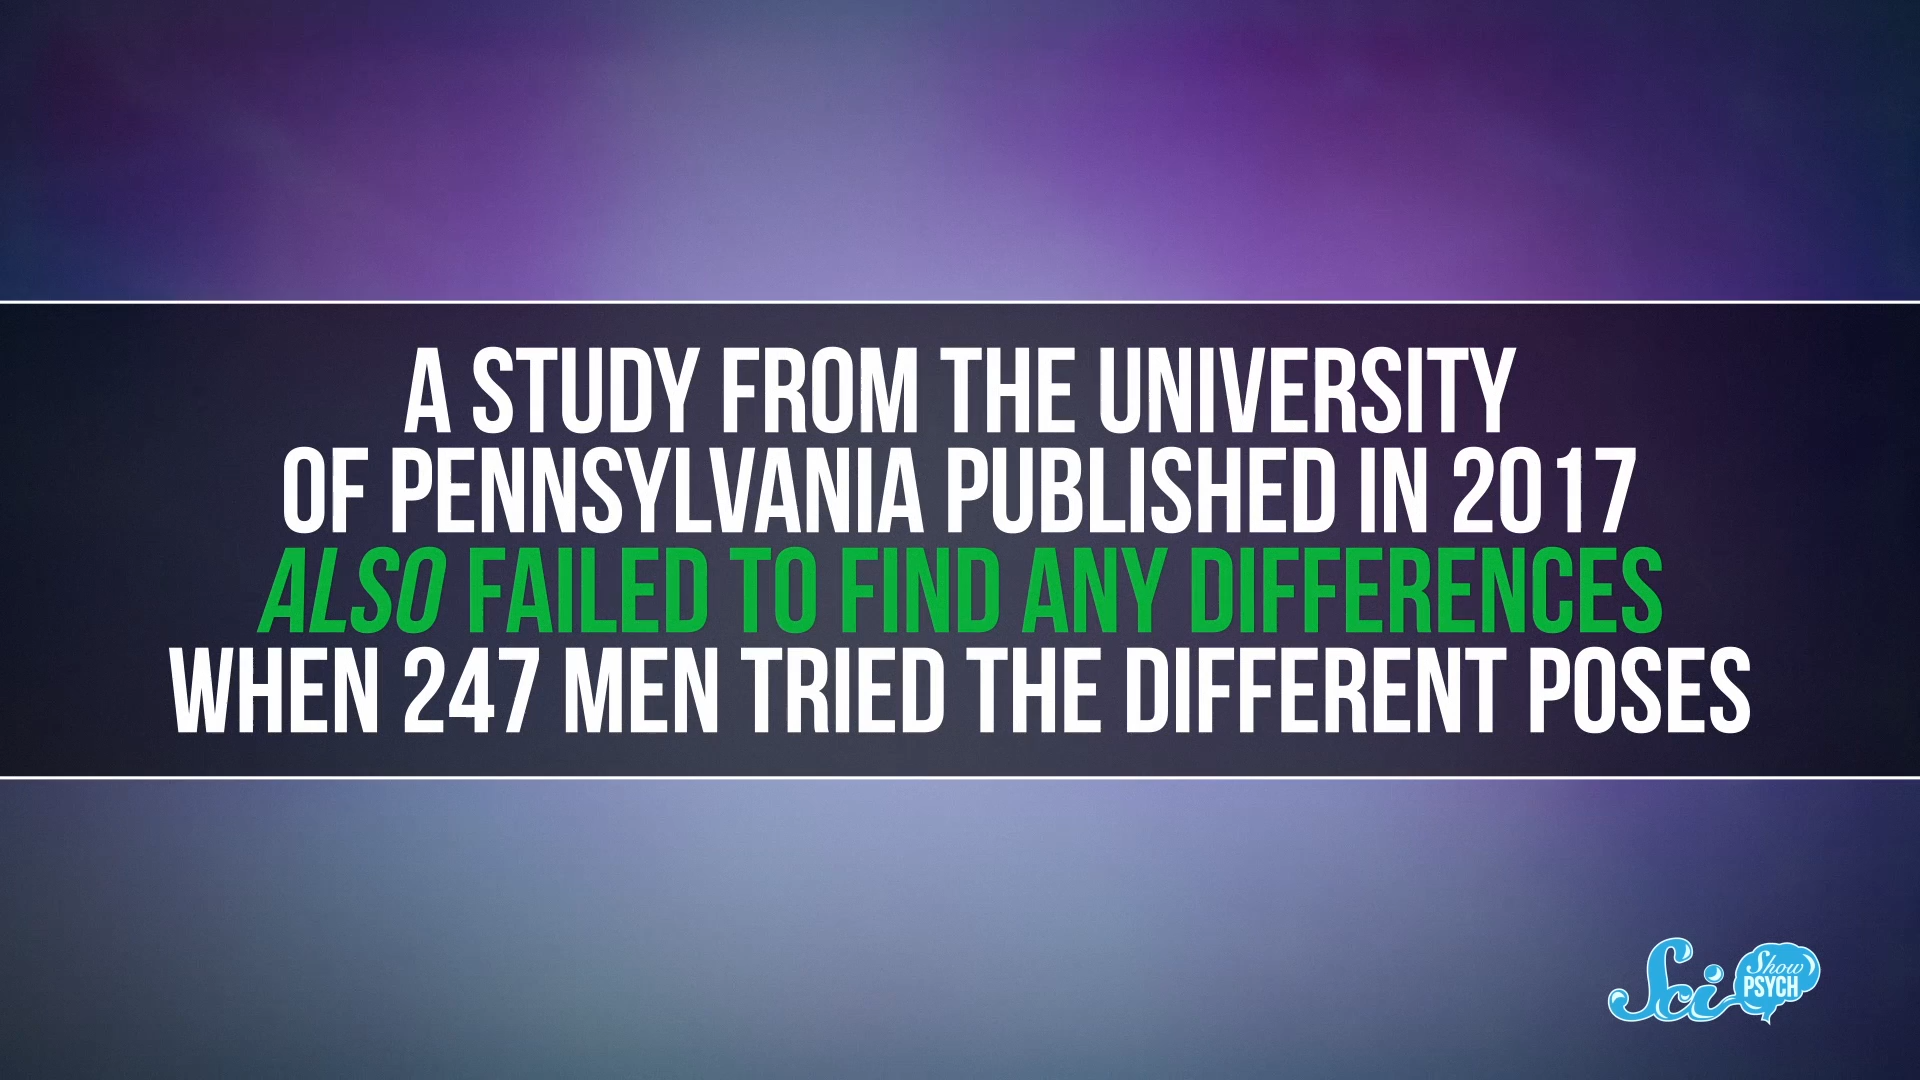 A STUDY FROM THE UNIVERSITY
OF PENNSYLVANIA PUBLISHED IN 2017
ALSO FAILED TO FIND ANY DIFFERENCES
WHEN 247 MEN TRIED THE DIFFERENT POSES
Sci Show
PSYCH